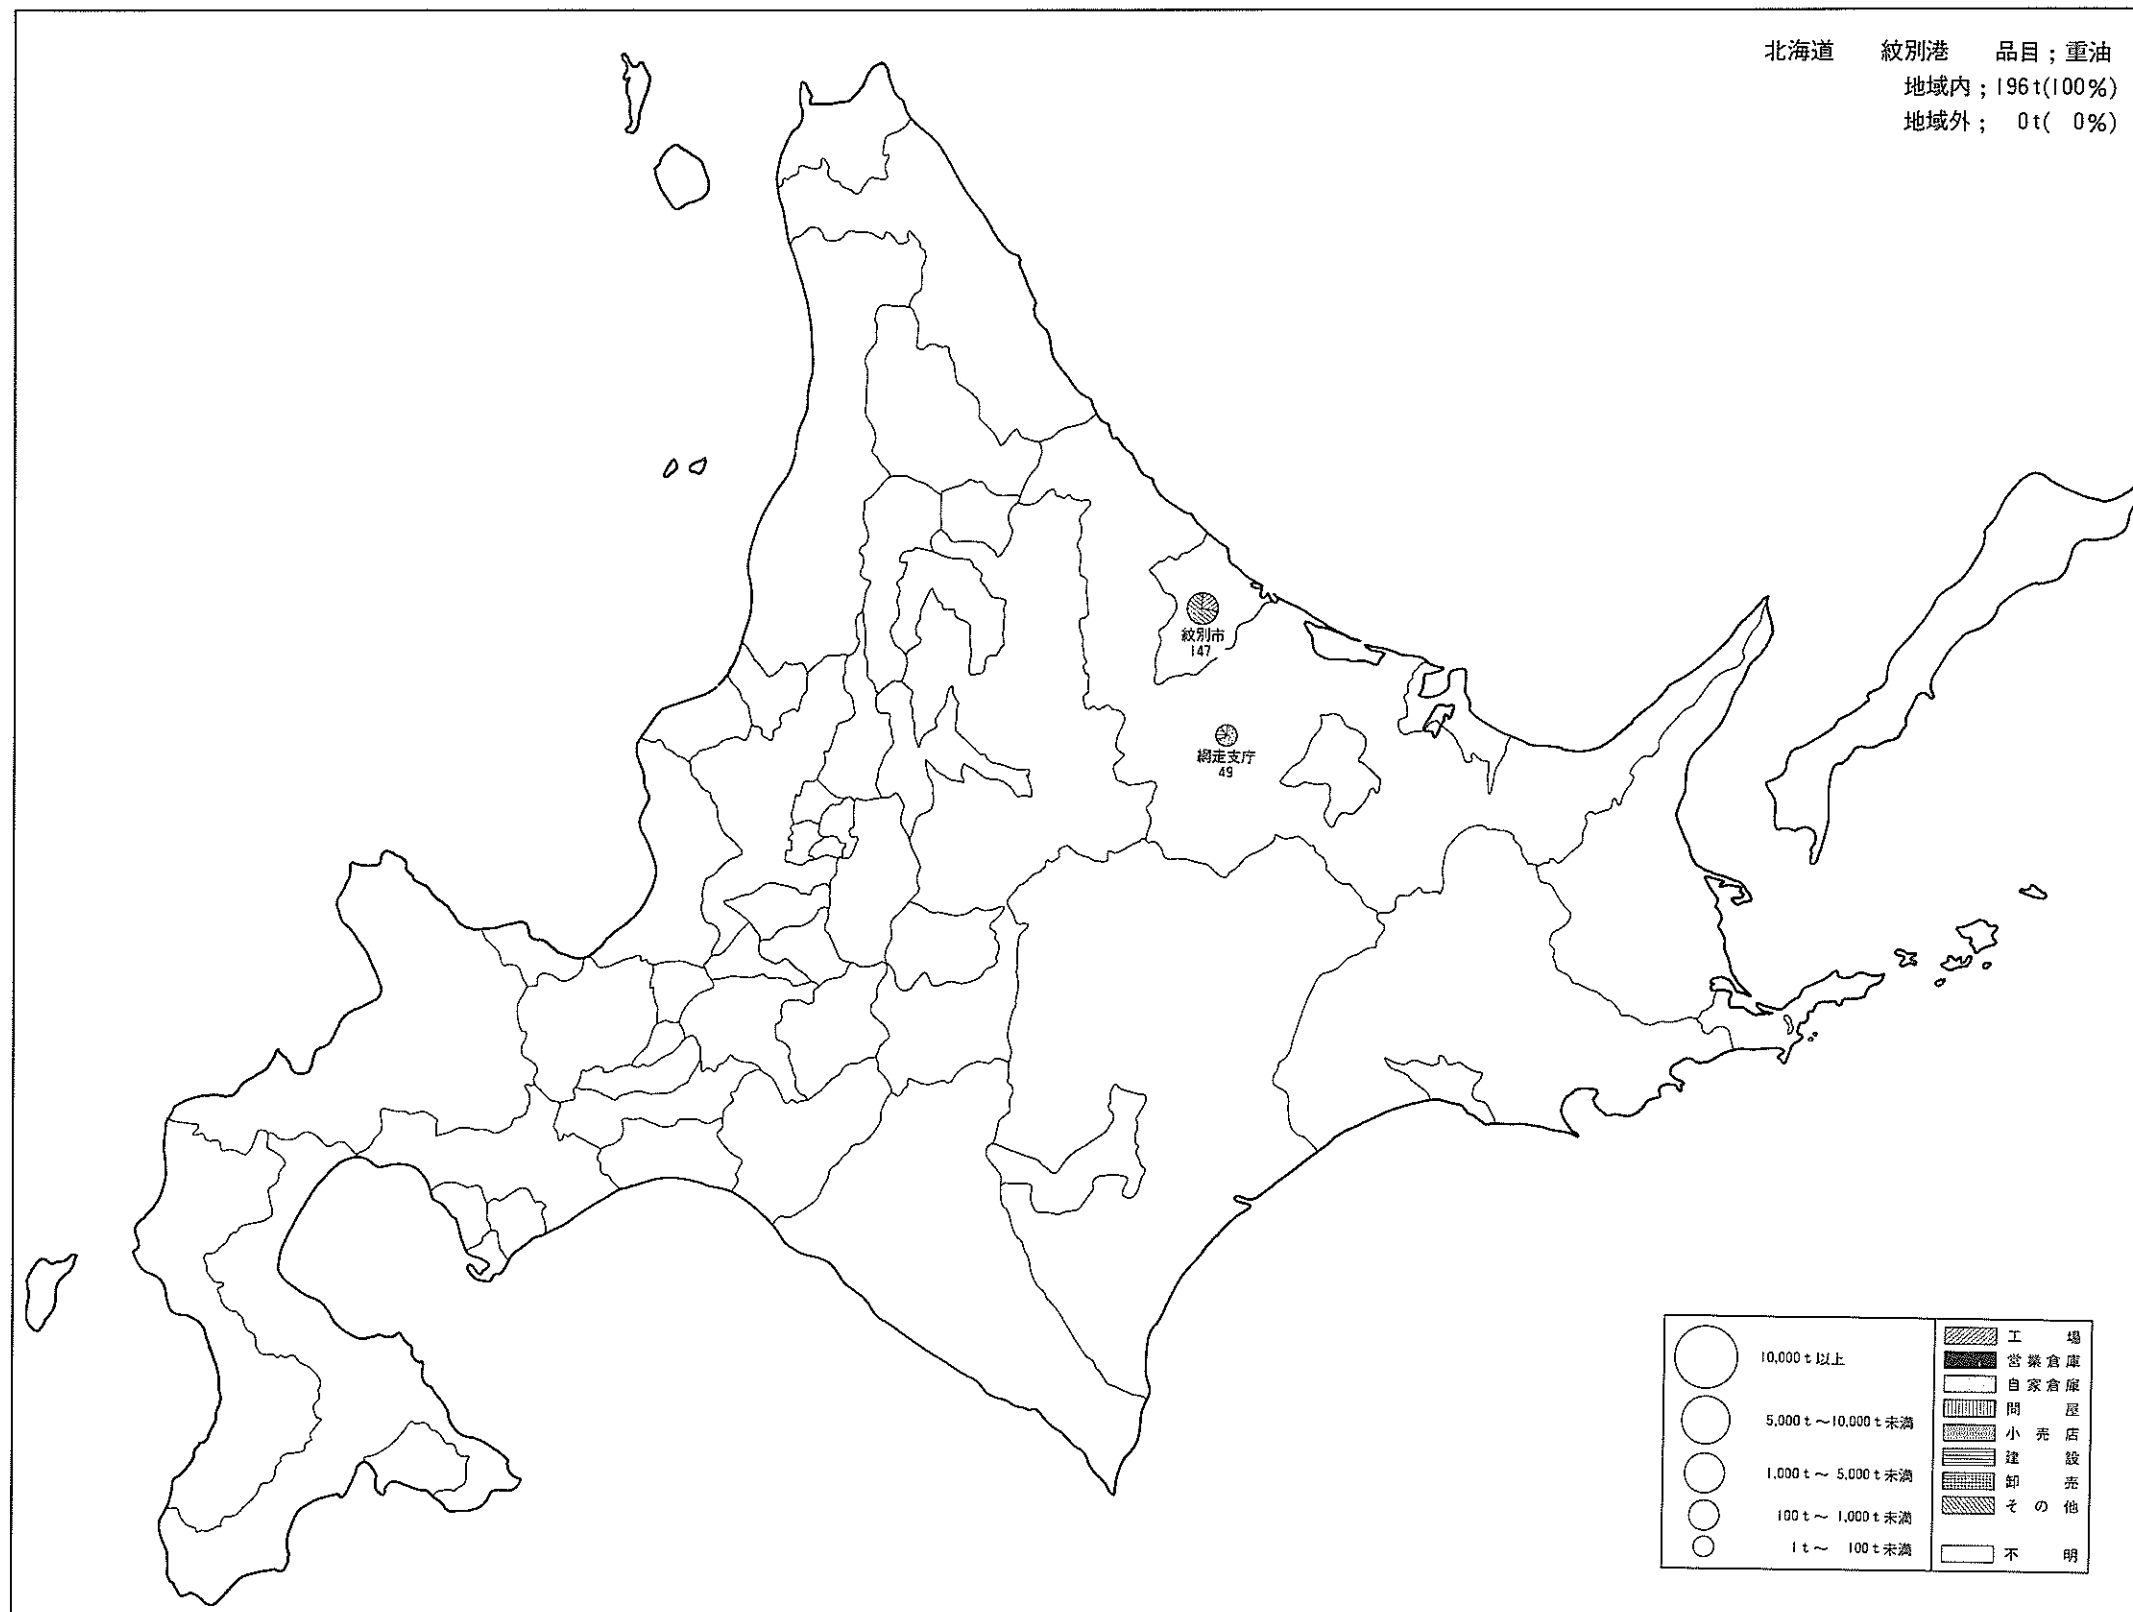 北海道 紋別港 品目；重油
地域内；196t(100%)
地域外； 0t( 0%)
紋別市
147
網走支庁
49
10,000t以上
5,000t～10,000t未満
1,000t～ 5,000t未満
100t～ 1,000t未満
1t～ 100t未満
工場
営業倉庫
自家倉庫
問屋
小売店
建設
卸売
その他
不明